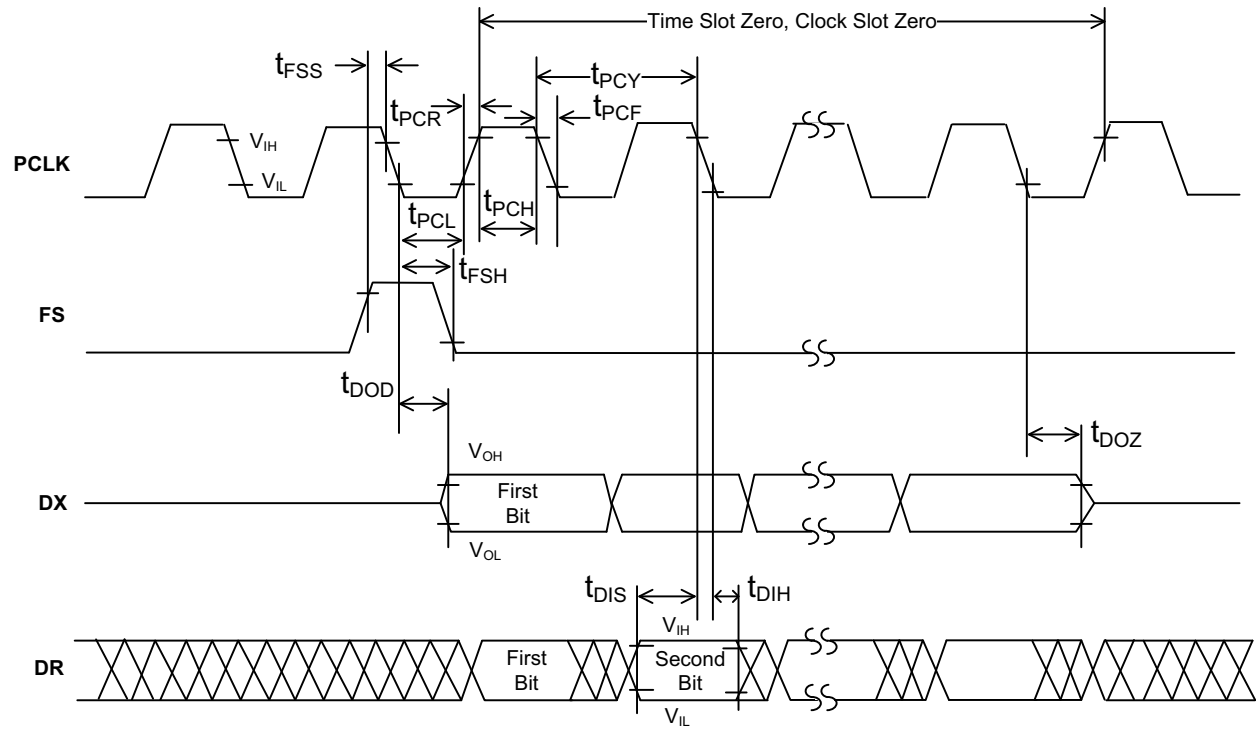 Time Slot Zero, Clock Slot Zero
tFSS
tPCY
tPCR
tPCF
VIH
PCLK
VIL
tPCH
tPCL
tFSH
FS
tDOD
tDOZ
VOH
First
Bit
DX
VOL
tDIS
tDIH
VIH
DR
First
Bit
Second
Bit
VIL